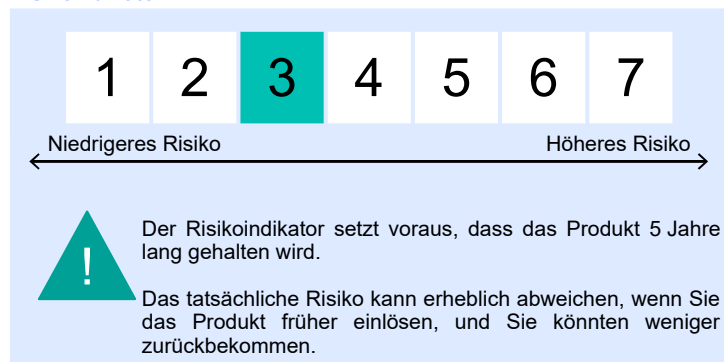 1 2 3 4 5 6 7
Niedrigeres Risiko Höheres Risiko
!
Der Risikoindikator setzt voraus, dass das Produkt 5 Jahre
lang gehalten wird.
Das tatsächliche Risiko kann erheblich abweichen, wenn Sie
das Produkt früher einlösen, und Sie könnten weniger
zurückbekommen.